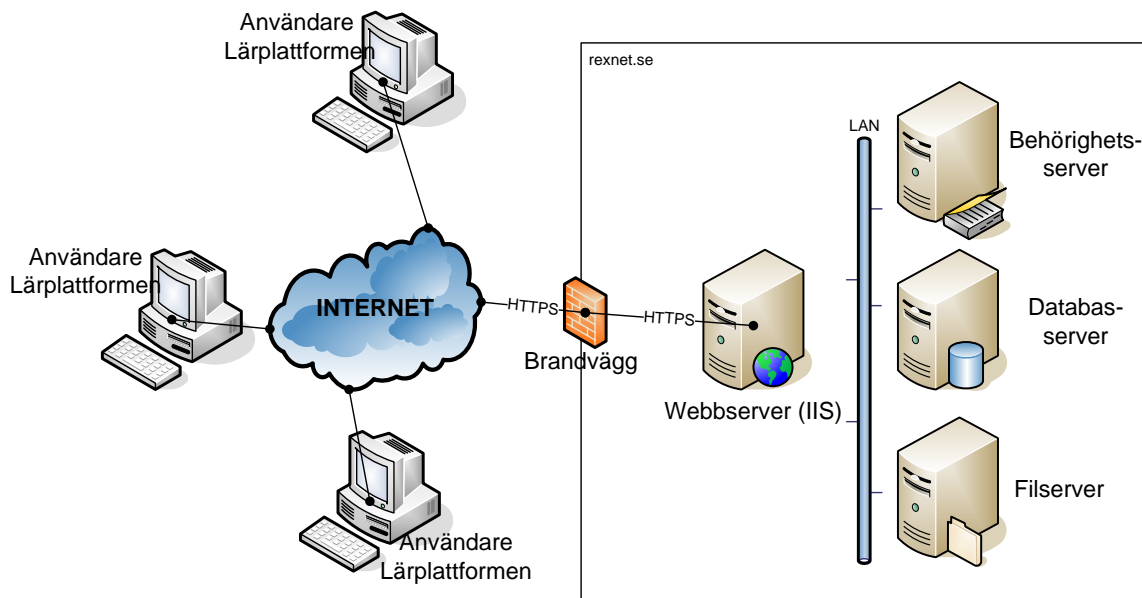 Användare
Lärplattformen
rexnet.se
LAN
Behörighets-
server
Användare
Lärplattformen
INTERNET
HTTPS
HTTPS
Brandvägg
Webbserver (IIS)
Databas-
server
Filserver
Användare
Lärplattformen